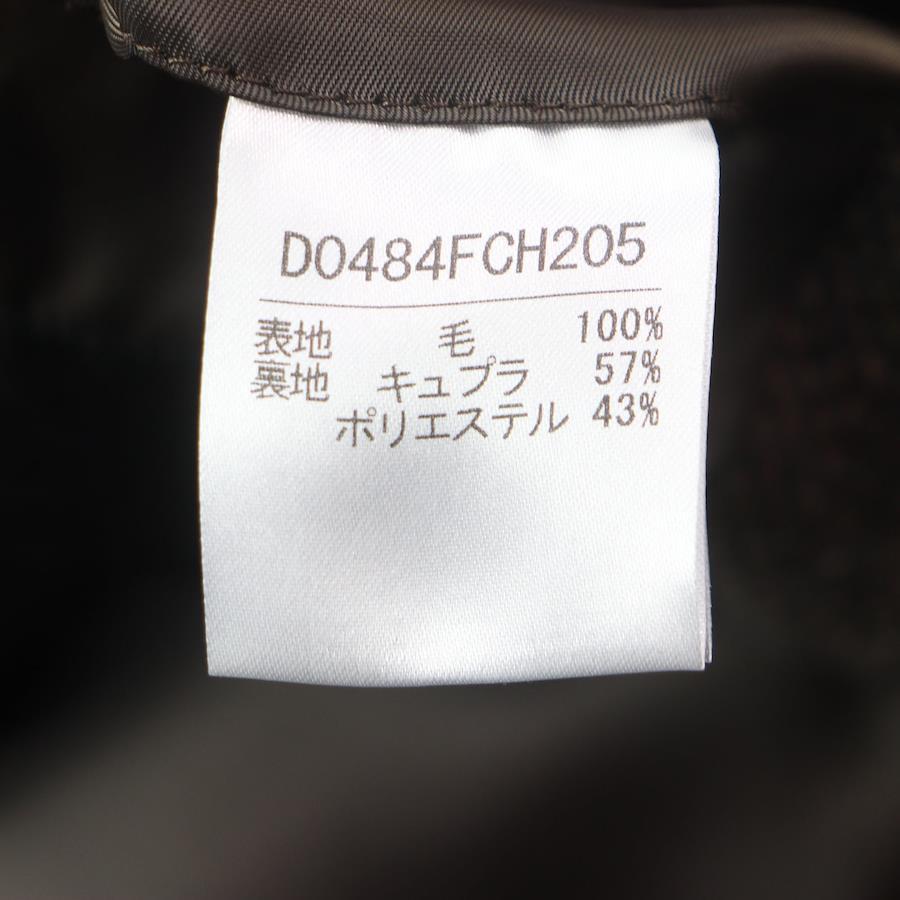 D0484FCH205
表地 毛 100%
裏地 キュプラ 57%
ポリエステル 43%